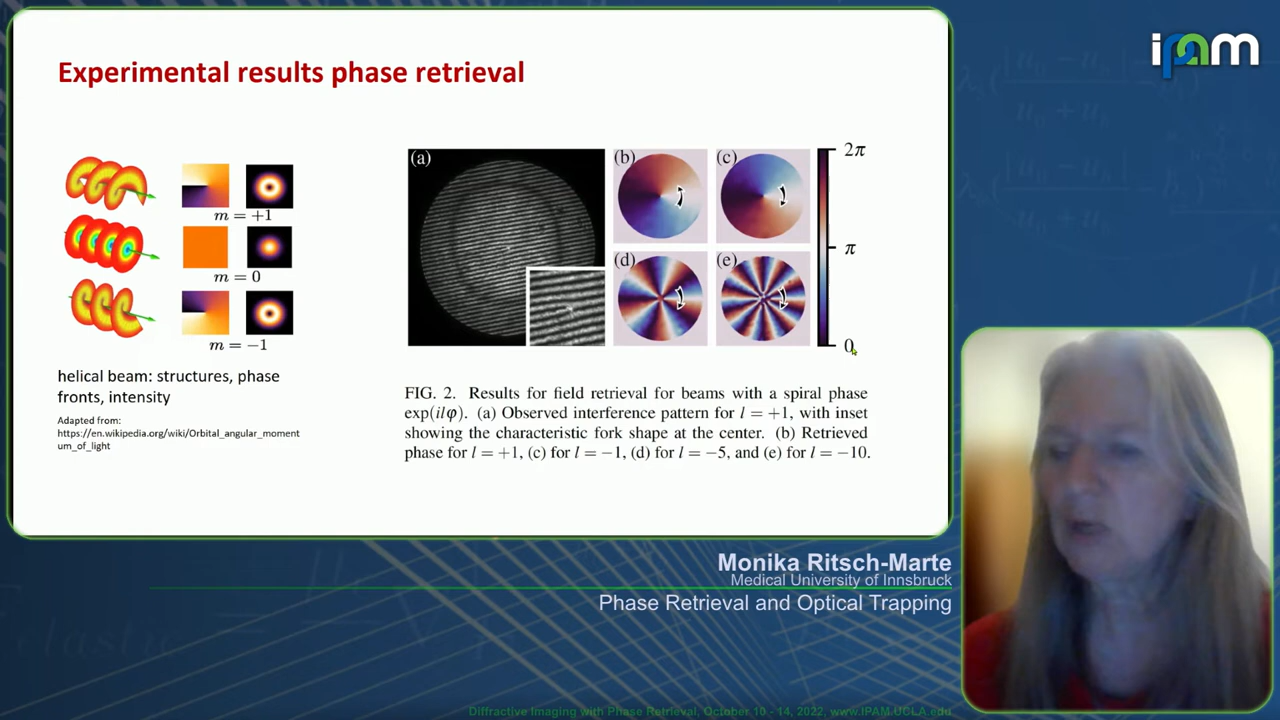 ipam
Experimental results phase retrieval
m = +1
m = 0
m = −1
helical beam: structures, phase
fronts, intensity
Adapted from:
https://en.wikipedia.org/wiki/Orbital_angular_moment
um_of_light
(a)
(b)
(c)
(d)
(e)
2π
π
0
FIG. 2. Results for field retrieval for beams with a spiral phase
exp(ilφ). (a) Observed interference pattern for l = +1, with inset
showing the characteristic fork shape at the center. (b) Retrieved
phase for l = +1, (c) for l = −1, (d) for l = −5, and (e) for l = −10.
Monika Ritsch-Marte
Medical University of Innsbruck
Phase Retrieval and Optical Trapping
Diffractive Imaging with Phase Retrieval, October 10 - 14, 2022, www.IPAM.UCLA.edu